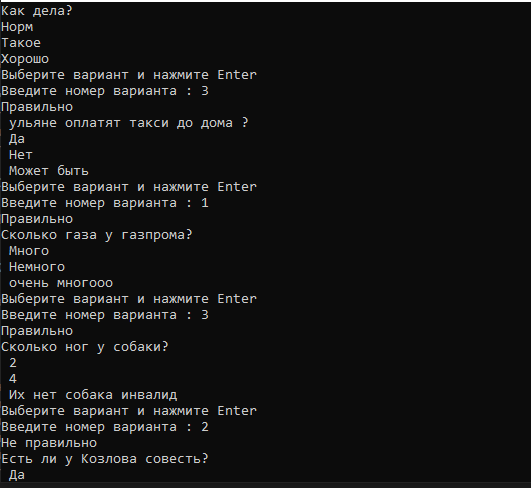 Как дела?
Норм
Такое
Хорошо
Выберите вариант и нажмите Enter
Введите номер варианта : 3
Правильно
ульяне оплатят такси до дома ?
Да
Нет
Может быть
Выберите вариант и нажмите Enter
Введите номер варианта : 1
Правильно
Сколько газа у газпрома?
Много
Немного
очень многооо
Выберите вариант и нажмите Enter
Введите номер варианта : 3
Правильно
Сколько ног у собаки?
2
4
Их нет собака инвалид
Выберите вариант и нажмите Enter
Введите номер варианта : 2
Не правильно
Есть ли у Козлова совесть?
Да